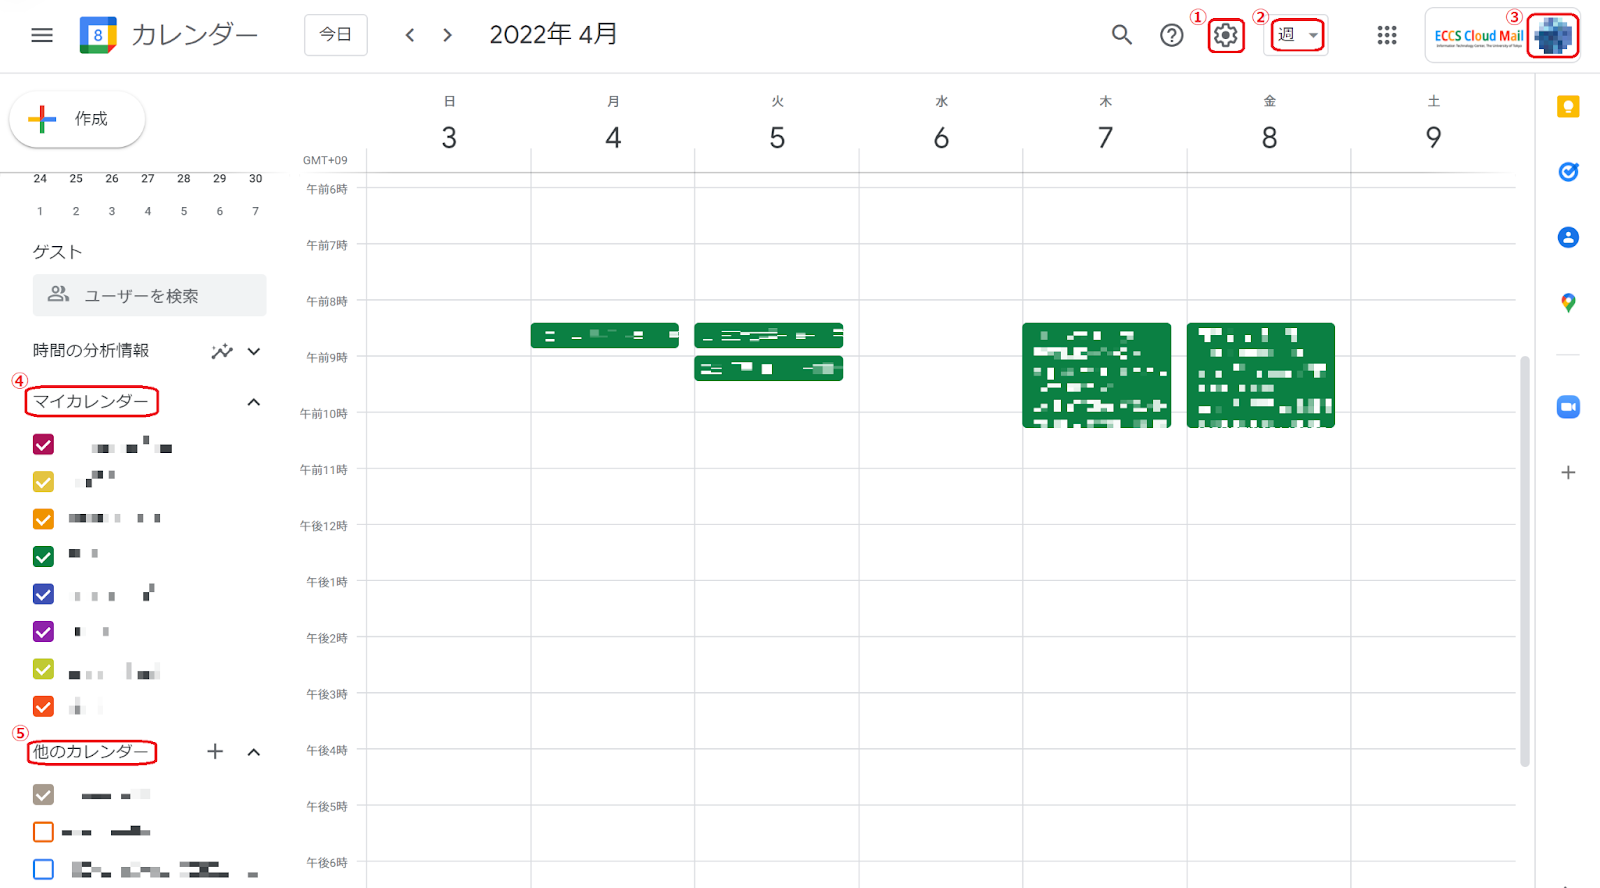 8 カレンダー 今日 2022年 4月 ① ② 週 ③ ECCS Cloud Mail
Information Technology Center, The University of Tokyo
作成
日 月 火 水 木 金 土
3 4 5 6 7 8 9
GMT+09
24 25 26 27 28 29 30
1 2 3 4 5 6 7
ゲスト
ユーザーを検索
時間の分析情報
④
マイカレンダー
⑤
他のカレンダー
午前6時
午前7時
午前8時
午前9時
午前10時
午前11時
午後12時
午後1時
午後2時
午後3時
午後4時
午後5時
午後6時